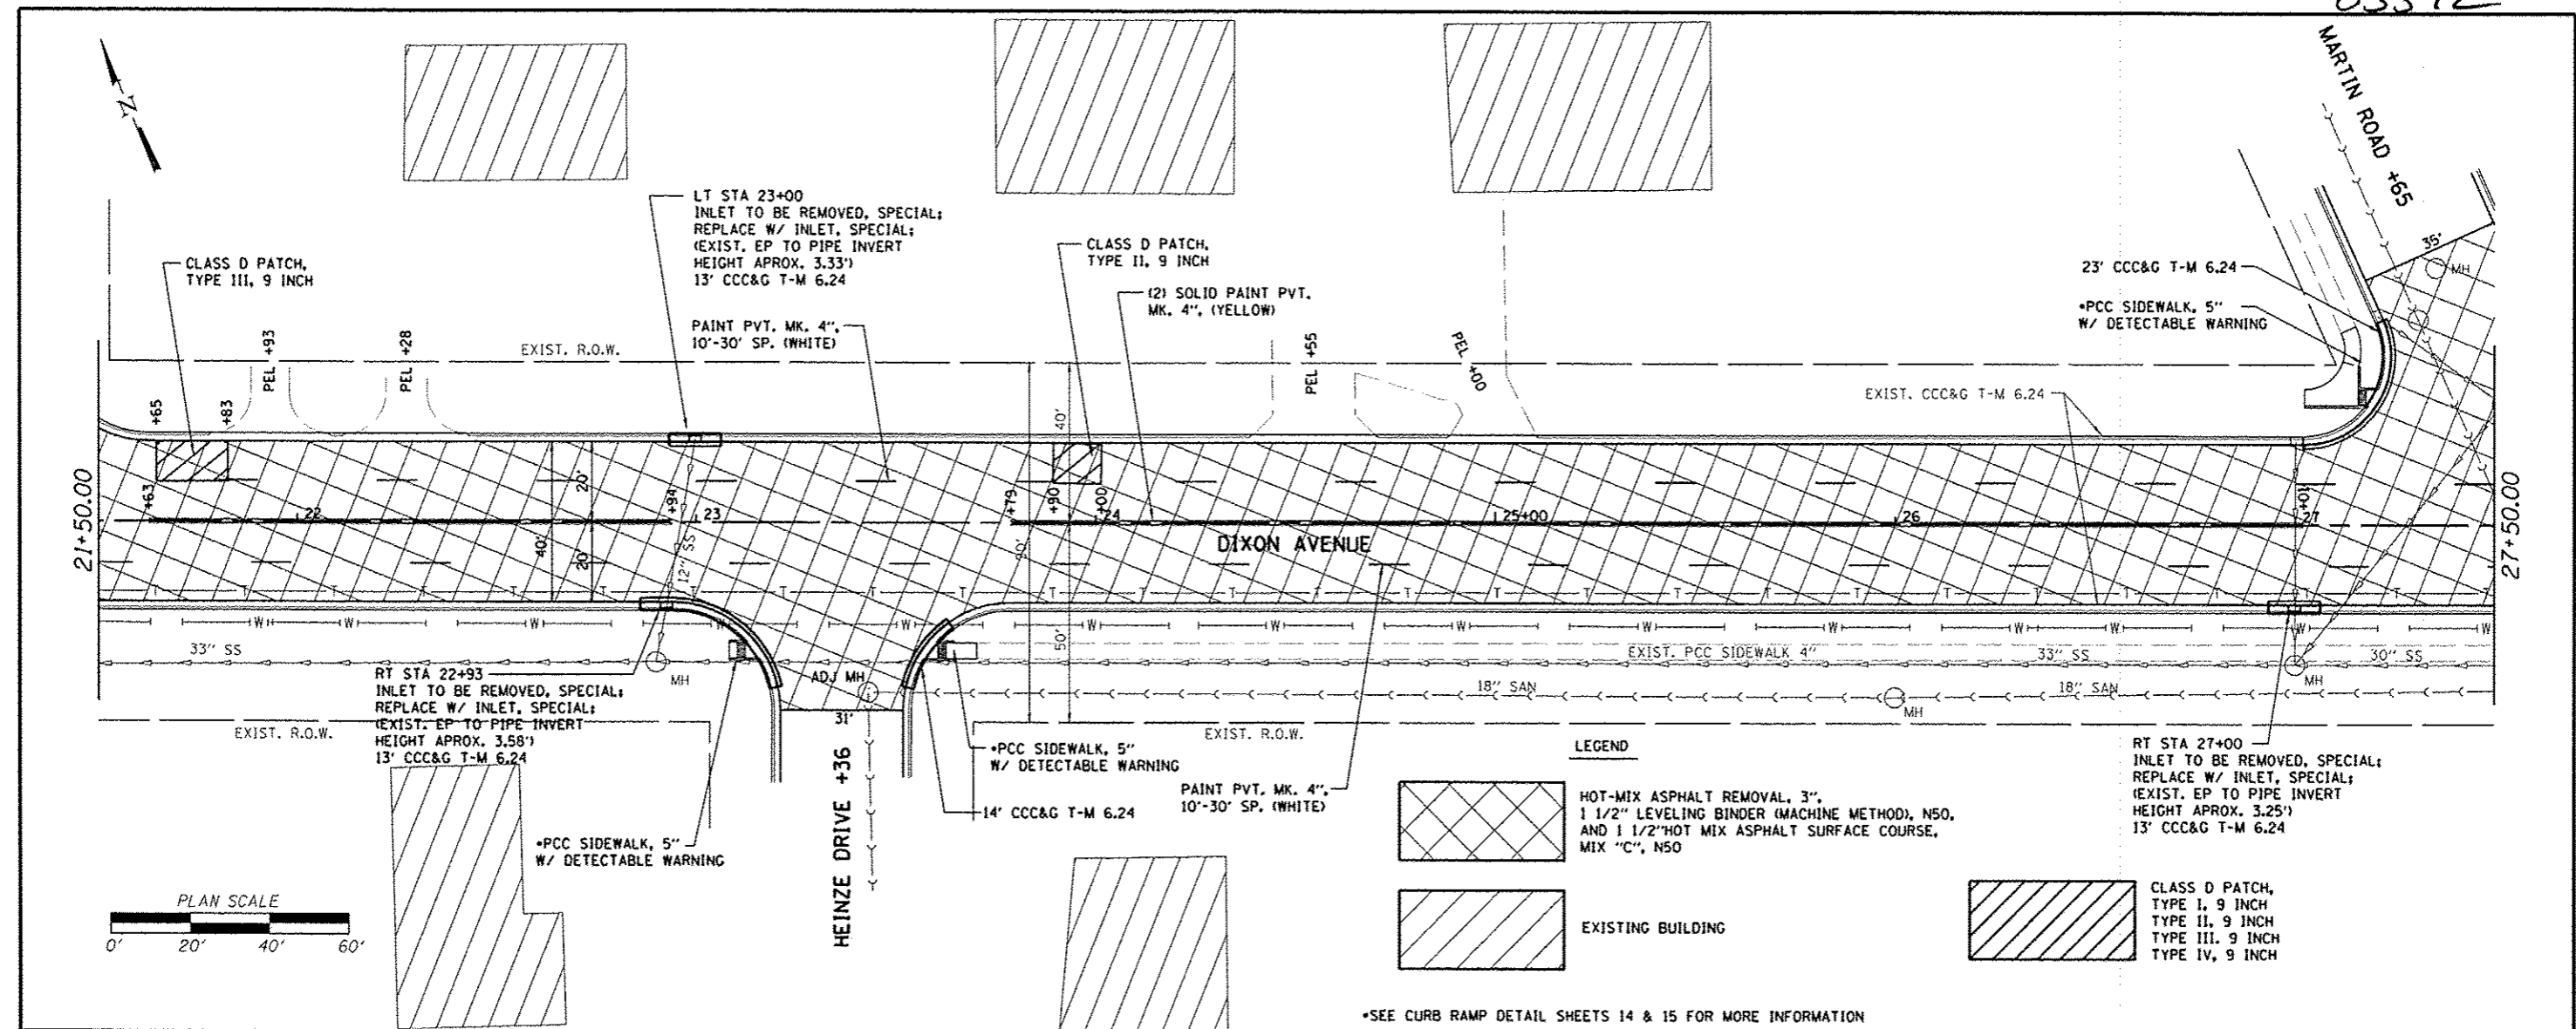 MARTIN ROAD +65
N
LT STA 23+00
INLET TO BE REMOVED, SPECIAL;
REPLACE W/ INLET, SPECIAL;
(EXIST. EP TO PIPE INVERT
HEIGHT APROX. 3.33')
13' CCC&G T-M 6.24
CLASS D PATCH,
TYPE III, 9 INCH
CLASS D PATCH,
TYPE II, 9 INCH
(2) SOLID PAINT PVT.
MK. 4", (YELLOW)
PAINT PVT. MK. 4",
10'-30' SP. (WHITE)
23' CCC&G T-M 6.24
35'
MH
•PCC SIDEWALK, 5"
W/ DETECTABLE WARNING
EXIST. R.O.W.
PEL +93
PEL +28
PEL +55
PEL +00
EXIST. CCC&G T-M 6.24
+65
+83
40'
21+50.00
+63
22
20'
40'
20'
+94
23
12" SS
+79
+90
+00
24
90'
25+00
26
+01
27
27+50.00
DIXON AVENUE
T T T T T T T T T T T T T T T T T T T T T T T T T T
W W W W W W W W W W W W W W
50'
33" SS
EXIST. PCC SIDEWALK 4"
33" SS
30" SS
MH
ADJ MH
18" SAN
18" SAN
MH
MH
31'
RT STA 22+93
INLET TO BE REMOVED, SPECIAL;
REPLACE W/ INLET, SPECIAL;
(EXIST. EP TO PIPE INVERT
HEIGHT APROX. 3.58')
13' CCC&G T-M 6.24
EXIST. R.O.W.
EXIST. R.O.W.
HEINZE DRIVE +36
•PCC SIDEWALK, 5"
W/ DETECTABLE WARNING
14' CCC&G T-M 6.24
•PCC SIDEWALK, 5"
W/ DETECTABLE WARNING
PAINT PVT. MK. 4",
10'-30' SP. (WHITE)
RT STA 27+00
INLET TO BE REMOVED, SPECIAL;
REPLACE W/ INLET, SPECIAL;
(EXIST. EP TO PIPE INVERT
HEIGHT APROX. 3.25')
13' CCC&G T-M 6.24
LEGEND
HOT-MIX ASPHALT REMOVAL, 3",
1 1/2" LEVELING BINDER (MACHINE METHOD), N50,
AND 1 1/2"HOT MIX ASPHALT SURFACE COURSE,
MIX "C", N50
EXISTING BUILDING
CLASS D PATCH,
TYPE I, 9 INCH
TYPE II, 9 INCH
TYPE III. 9 INCH
TYPE IV, 9 INCH
PLAN SCALE
0' 20' 40' 60'
•SEE CURB RAMP DETAIL SHEETS 14 & 15 FOR MORE INFORMATION